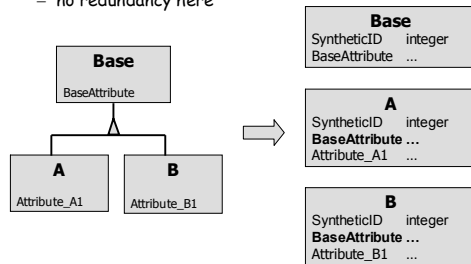 – no redundancy here
Base
BaseAttribute
A
Attribute_A1
B
Attribute_B1
Base
SyntheticID integer
BaseAttribute ...
A
SyntheticID integer
BaseAttribute ...
Attribute_A1 ...
B
SyntheticID integer
BaseAttribute ...
Attribute_B1 ...